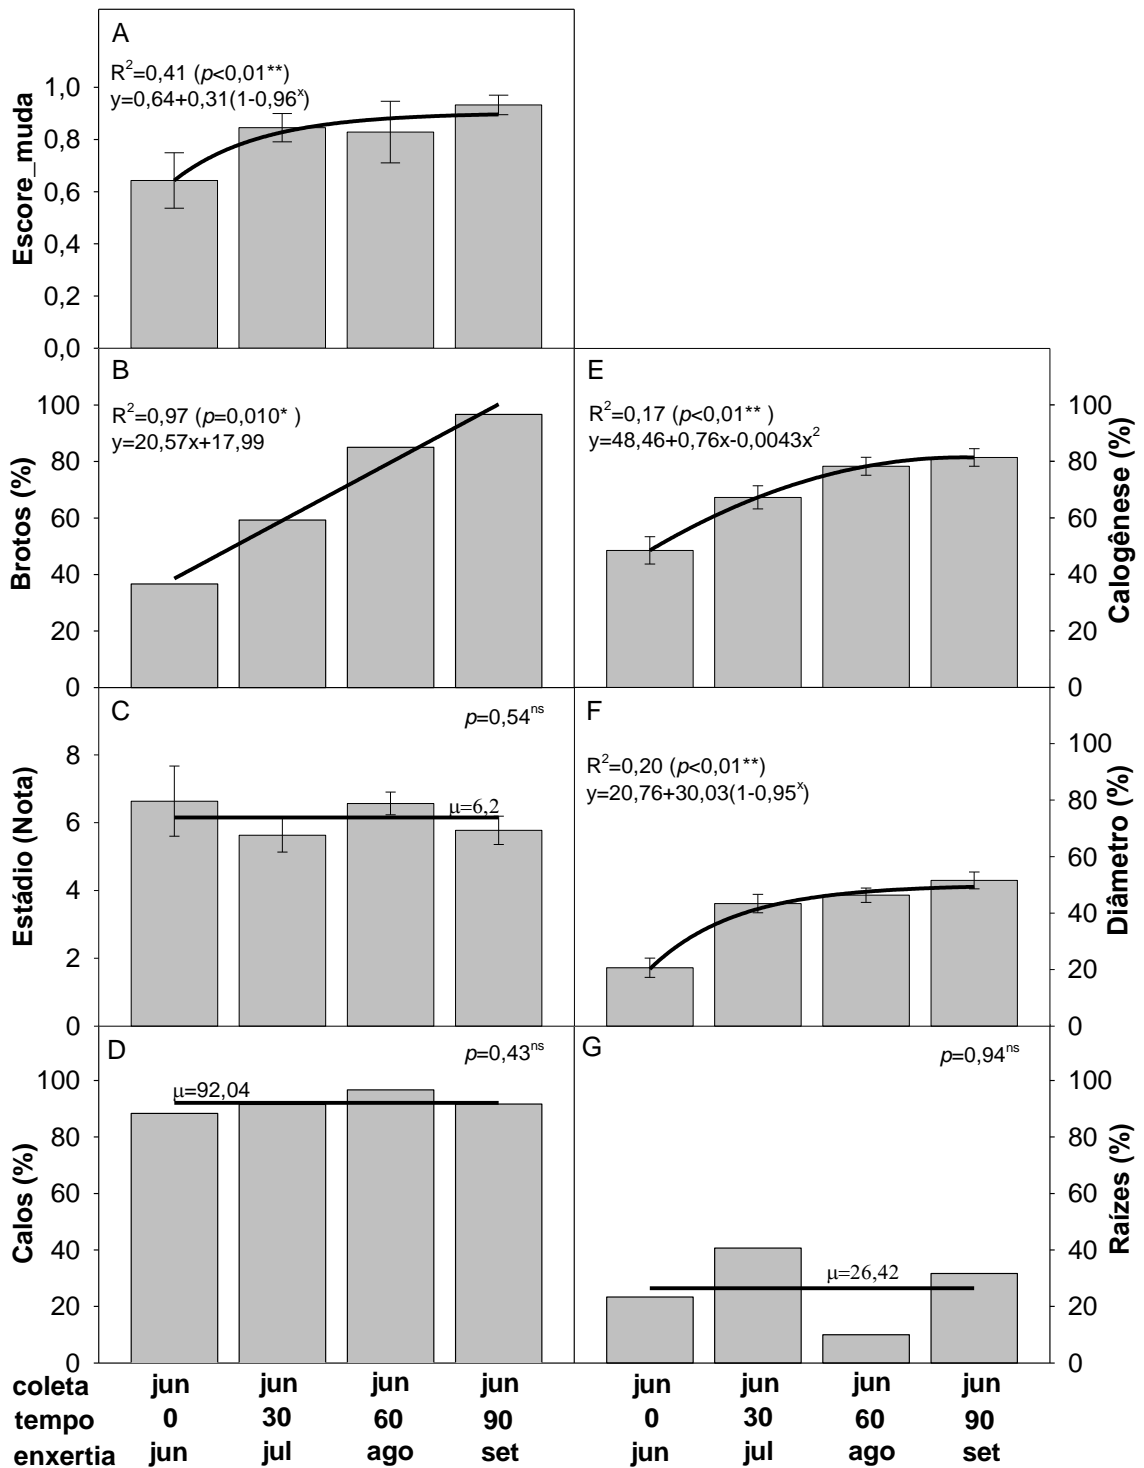 A
R²=0,41 (p<0,01**)
y=0,64+0,31(1-0,96ˣ)
Escore_muda
1,0
0,8
0,6
0,4
0,2
0,0
B
R²=0,97 (p=0,010* )
y=20,57x+17,99
Brotos (%)
100
80
60
40
20
0
E
R²=0,17 (p<0,01** )
y=48,46+0,76x-0,0043x²
Calogênese (%)
100
80
60
40
20
0
C
p=0,54ⁿˢ
μ=6,2
Estádio (Nota)
8
6
4
2
0
F
R²=0,20 (p<0,01**)
y=20,76+30,03(1-0,95ˣ)
Diâmetro (%)
100
80
60
40
20
0
D
p=0,43ⁿˢ
μ=92,04
Calos (%)
100
80
60
40
20
0
G
p=0,94ⁿˢ
μ=26,42
Raízes (%)
100
80
60
40
20
0
coleta jun jun jun jun jun jun jun jun
tempo 0 30 60 90 0 30 60 90
enxertia jun jul ago set jun jul ago set